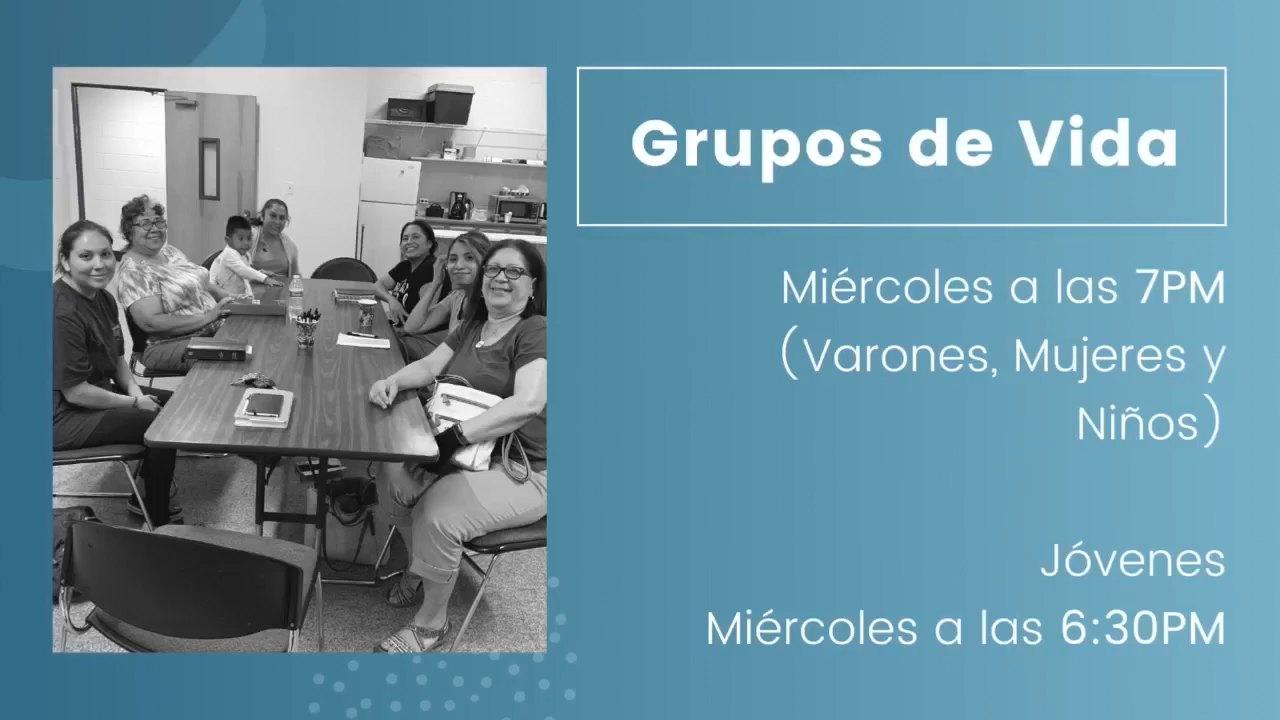 Grupos de Vida
Miércoles a las 7PM
(Varones, Mujeres y
Niños)
Jóvenes
Miércoles a las 6:30PM